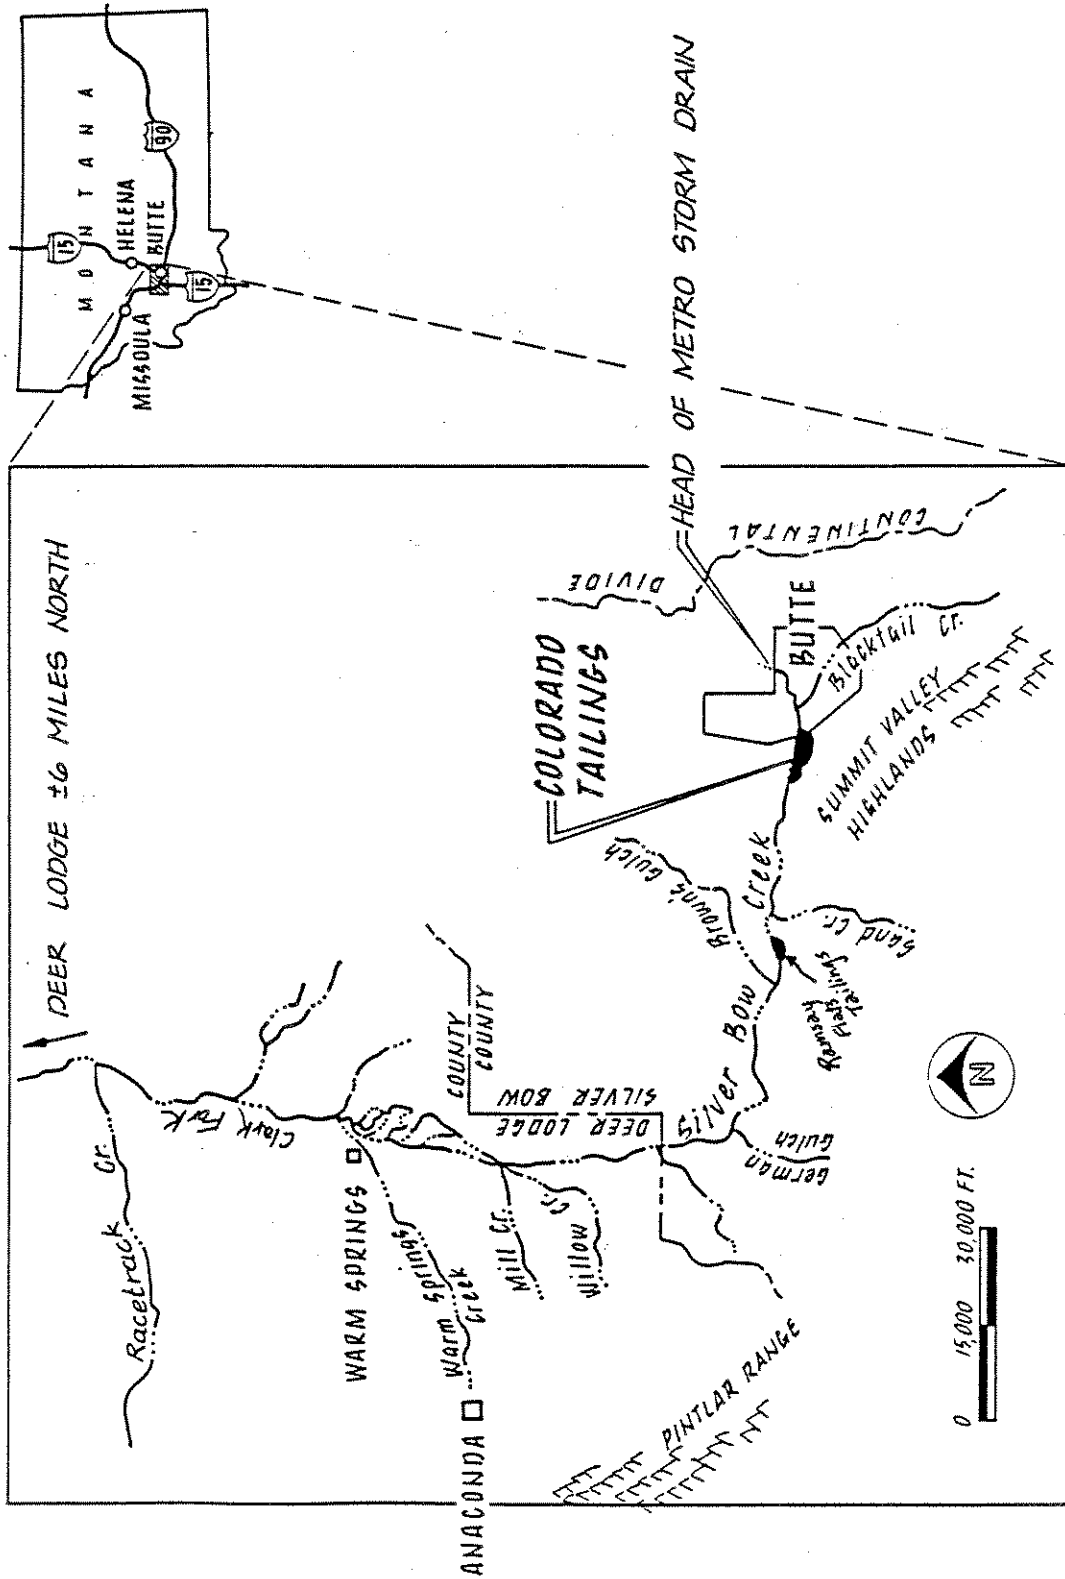 DEER LODGE ±6 MILES NORTH
MONTANA
15
HELENA
BUTTE
90
MISSOULA
15
Racetrack Cr.
Clark Fork
WARM SPRINGS
Warm Springs
Creek
ANACONDA
Mill Cr.
Willow Cr.
COUNTY
COUNTY
DEER LODGE
SILVER BOW
COLORADO
TAILINGS
DIVIDE
CONTINENTAL
HEAD OF METRO STORM DRAIN
BUTTE
Blacktail Cr.
SUMMIT VALLEY
HIGHLANDS
Brown's Gulch
Silver Bow Creek
Sand Cr.
Ramsay
Flats
Tailings
German
Gulch
PINTLAR RANGE
N
0 15,000 30,000 FT.